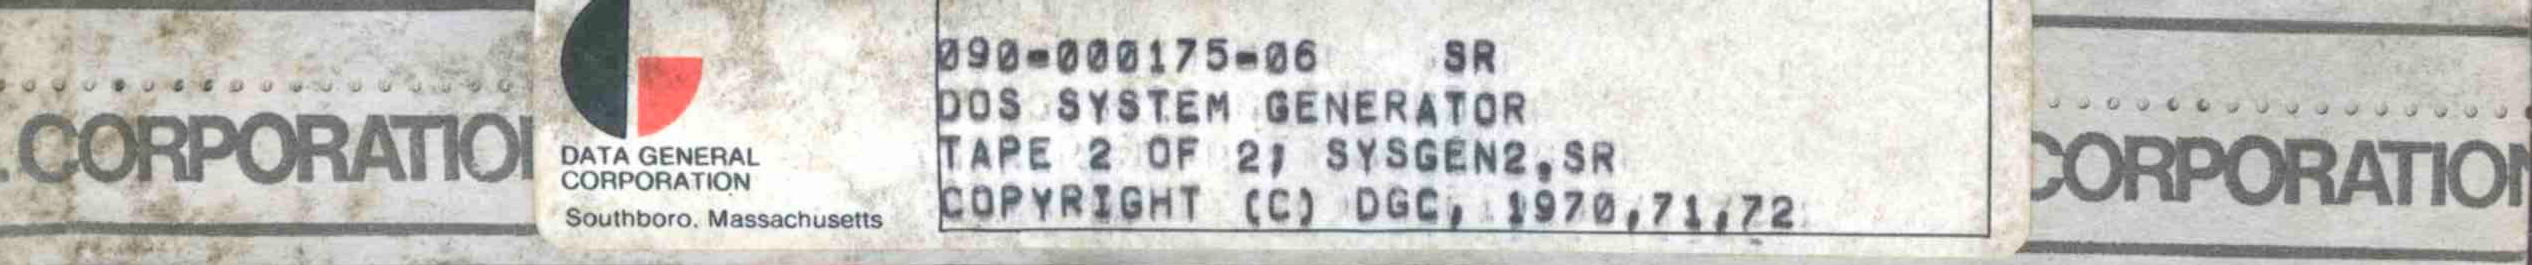 .CORPORATIO
DATA GENERAL
CORPORATION
Southboro, Massachusetts
090-000175-06 SR
DOS SYSTEM GENERATOR
TAPE 2 OF 2; SYSGEN2.SR
COPYRIGHT (C) DGC, 1970,71,72
CORPORATION